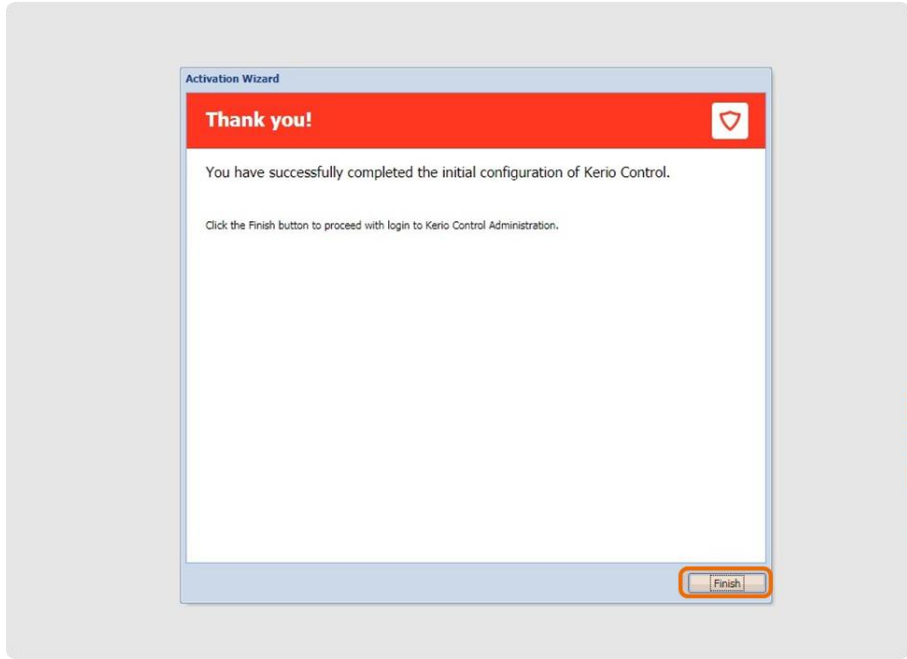 Activation Wizard
Thank you!
You have successfully completed the initial configuration of Kerio Control.
Click the Finish button to proceed with login to Kerio Control Administration.
Finish